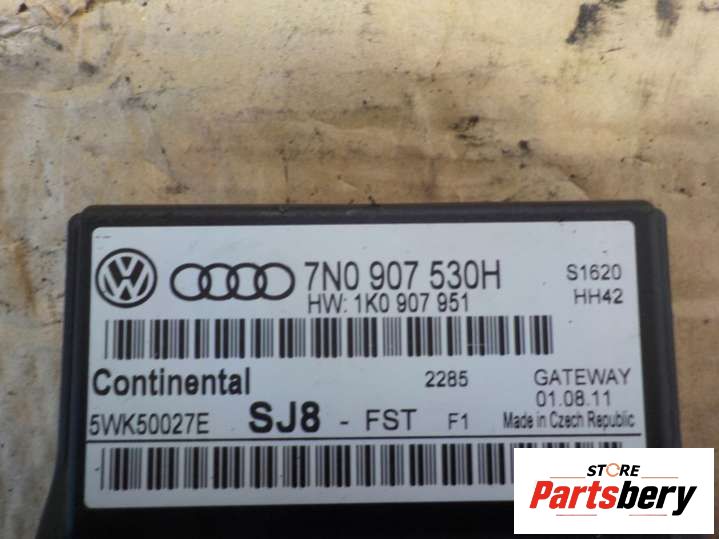 7N0 907 530H
HW: 1K0 907 951
S1620
HH42
Continental 2285 GATEWAY
01.08.11
5WK50027E SJ8 - FST F1 Made in Czech Republic
STORE
Partsbery